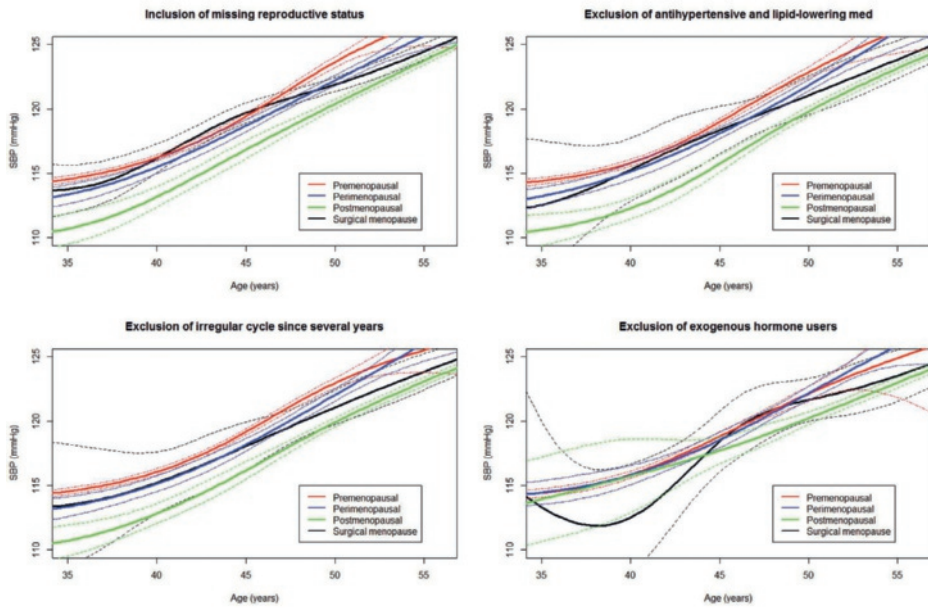 Inclusion of missing reproductive status
SBP (mmHg)
125
120
115
110
Premenopausal
Perimenopausal
Postmenopausal
Surgical menopause
35 40 45 50 55
Age (years)
Exclusion of antihypertensive and lipid-lowering med
SBP (mmHg)
125
120
115
110
Premenopausal
Perimenopausal
Postmenopausal
Surgical menopause
35 40 45 50 55
Age (years)
Exclusion of irregular cycle since several years
SBP (mmHg)
125
120
115
110
Premenopausal
Perimenopausal
Postmenopausal
Surgical menopause
35 40 45 50 55
Age (years)
Exclusion of exogenous hormone users
SBP (mmHg)
125
120
115
110
Premenopausal
Perimenopausal
Postmenopausal
Surgical menopause
35 40 45 50 55
Age (years)